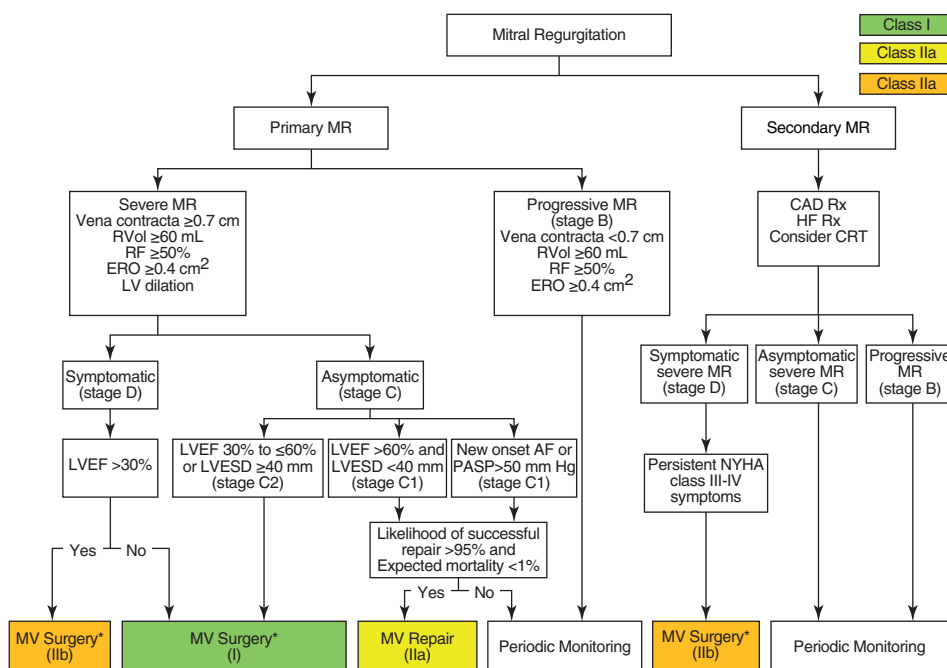 Mitral Regurgitation
Class I
Class IIa
Class IIa
Primary MR
Secondary MR
Severe MR
Vena contracta ≥0.7 cm
RVol ≥60 mL
RF ≥50%
ERO ≥0.4 cm²
LV dilation
Progressive MR
(stage B)
Vena contracta <0.7 cm
RVol ≥60 mL
RF ≥50%
ERO ≥0.4 cm²
CAD Rx
HF Rx
Consider CRT
Symptomatic
(stage D)
Asymptomatic
(stage C)
Symptomatic
severe MR
(stage D)
Asymptomatic
severe MR
(stage C)
Progressive
MR
(stage B)
LVEF >30%
LVEF 30% to ≤60%
or LVESD ≥40 mm
(stage C2)
LVEF >60% and
LVESD <40 mm
(stage C1)
New onset AF or
PASP>50 mm Hg
(stage C1)
Persistent NYHA
class III-IV
symptoms
Likelihood of successful
repair >95% and
Expected mortality <1%
Yes
No
Yes
No
MV Surgery*
(IIb)
MV Surgery*
(I)
MV Repair
(IIa)
Periodic Monitoring
MV Surgery*
(IIb)
Periodic Monitoring